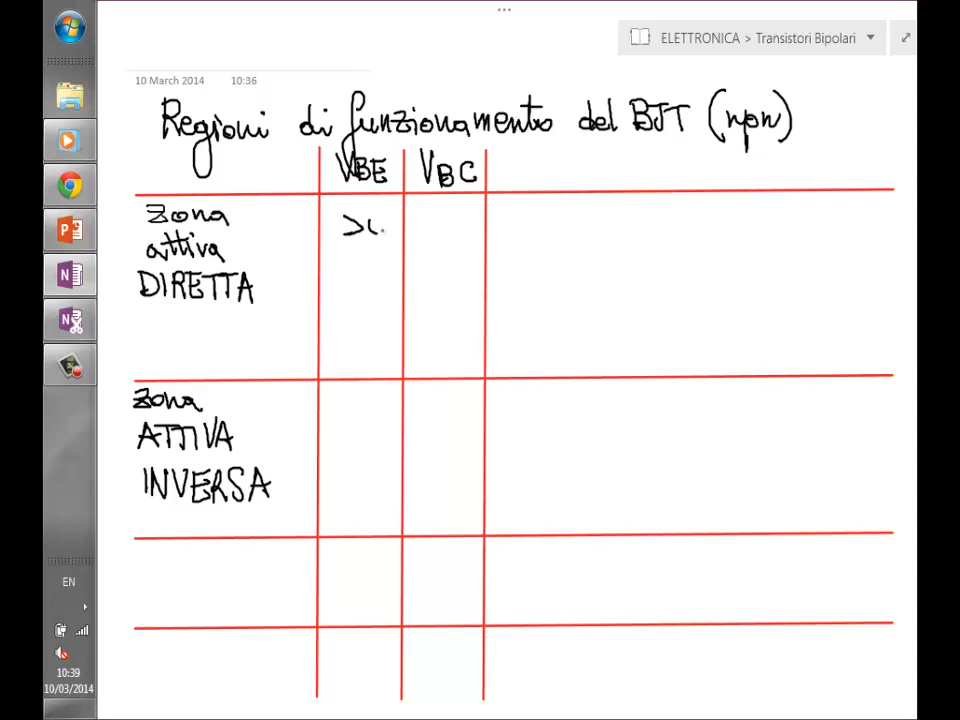 ELETTRONICA > Transistori Bipolari
10 March 2014 10:36
Regioni di funzionamento del BJT (npn)
VBE VBC
Zona
attiva
DIRETTA
>
Zona
ATTIVA
INVERSA
EN
10:39
10/03/2014